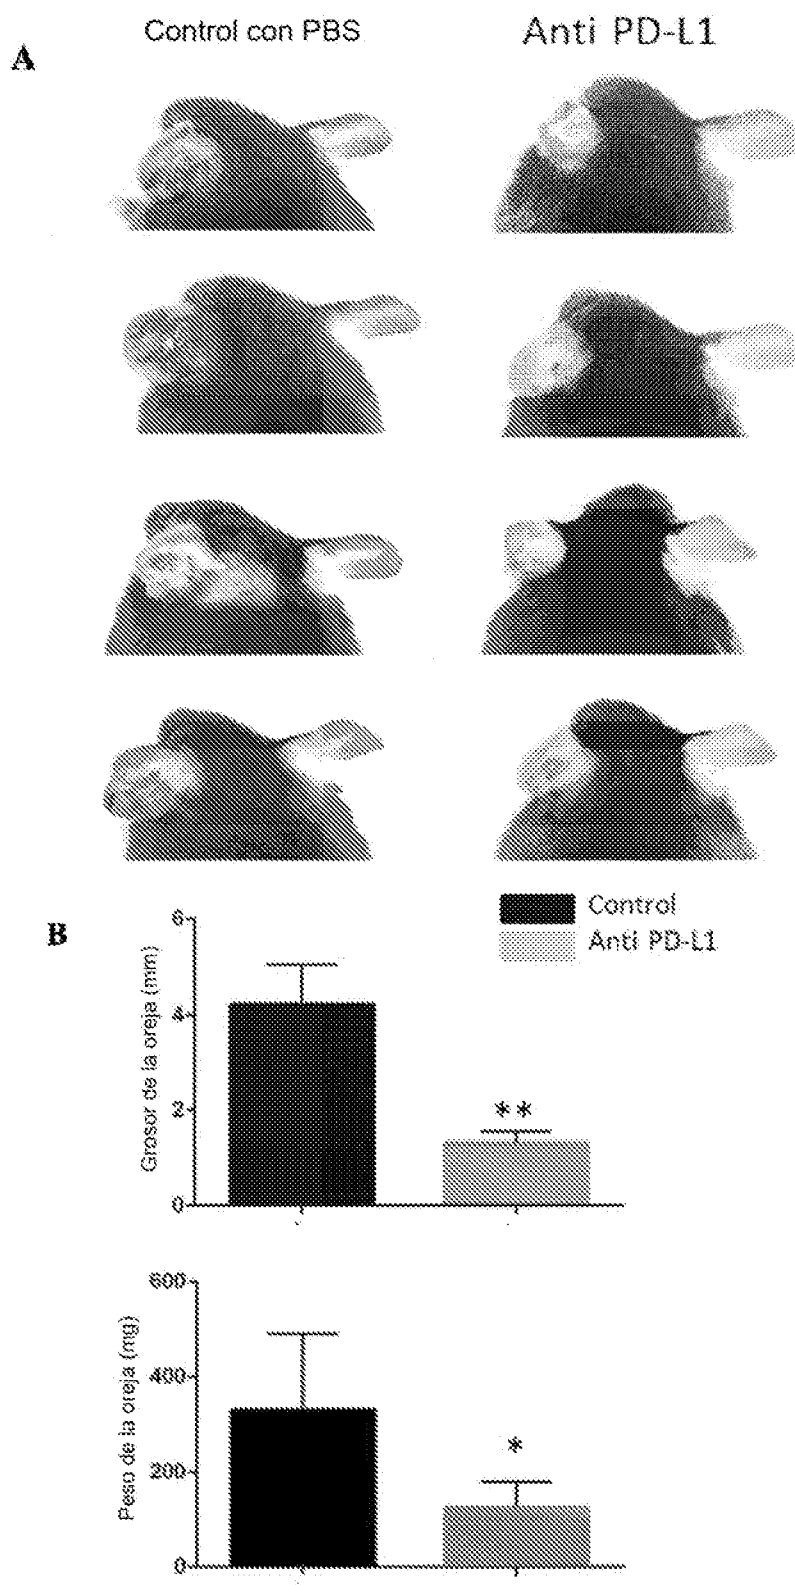 Control con PBS
Anti PD-L1
A
B
Control
Anti PD-L1
Grosor de la oreja (mm)
6
4
2
0
**
Peso de la oreja (mg)
600
400
200
0
*